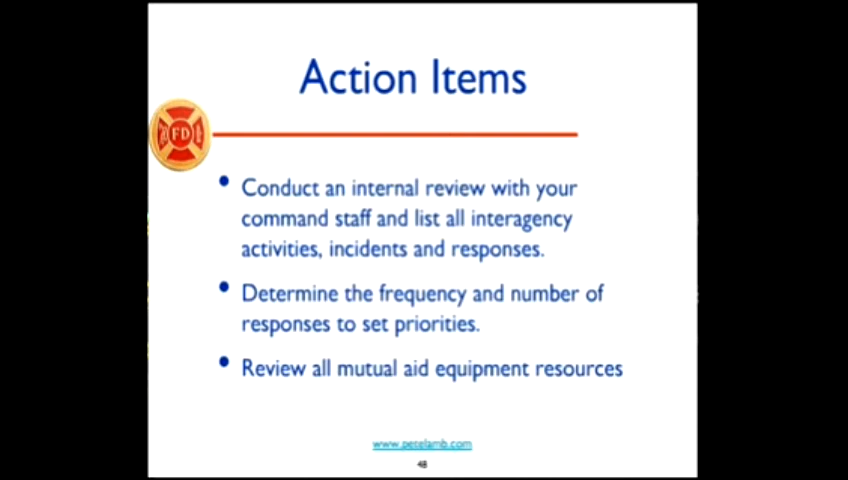 Action Items
FD
• Conduct an internal review with your
command staff and list all interagency
activities, incidents and responses.
• Determine the frequency and number of
responses to set priorities.
• Review all mutual aid equipment resources
www.petelamb.com
48